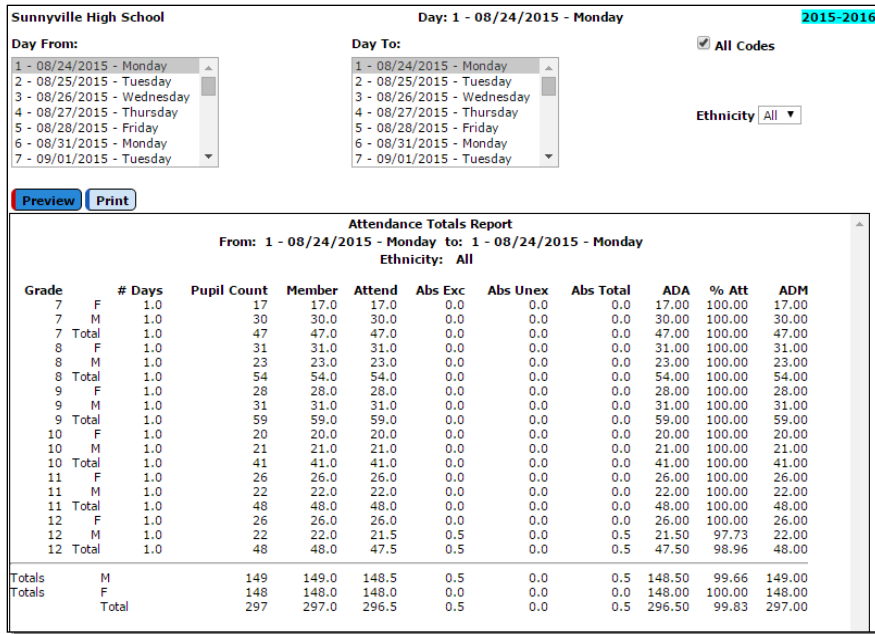 Sunnyville High School Day: 1 - 08/24/2015 - Monday 2015-2016
Day From: Day To: All Codes
1 - 08/24/2015 - Monday 1 - 08/24/2015 - Monday
2 - 08/25/2015 - Tuesday 2 - 08/25/2015 - Tuesday
3 - 08/26/2015 - Wednesday 3 - 08/26/2015 - Wednesday
4 - 08/27/2015 - Thursday 4 - 08/27/2015 - Thursday
5 - 08/28/2015 - Friday 5 - 08/28/2015 - Friday
6 - 08/31/2015 - Monday 6 - 08/31/2015 - Monday
7 - 09/01/2015 - Tuesday 7 - 09/01/2015 - Tuesday
Ethnicity All
Preview Print
Attendance Totals Report
From: 1 - 08/24/2015 - Monday to: 1 - 08/24/2015 - Monday
Ethnicity: All
Grade # Days Pupil Count Member Attend Abs Exc Abs Unex Abs Total ADA % Att ADM
7 F 1.0 17 17.0 17.0 0.0 0.0 0.0 17.00 100.00 17.00
7 M 1.0 30 30.0 30.0 0.0 0.0 0.0 30.00 100.00 30.00
7 Total 1.0 47 47.0 47.0 0.0 0.0 0.0 47.00 100.00 47.00
8 F 1.0 31 31.0 31.0 0.0 0.0 0.0 31.00 100.00 31.00
8 M 1.0 23 23.0 23.0 0.0 0.0 0.0 23.00 100.00 23.00
8 Total 1.0 54 54.0 54.0 0.0 0.0 0.0 54.00 100.00 54.00
9 F 1.0 28 28.0 28.0 0.0 0.0 0.0 28.00 100.00 28.00
9 M 1.0 31 31.0 31.0 0.0 0.0 0.0 31.00 100.00 31.00
9 Total 1.0 59 59.0 59.0 0.0 0.0 0.0 59.00 100.00 59.00
10 F 1.0 20 20.0 20.0 0.0 0.0 0.0 20.00 100.00 20.00
10 M 1.0 21 21.0 21.0 0.0 0.0 0.0 21.00 100.00 21.00
10 Total 1.0 41 41.0 41.0 0.0 0.0 0.0 41.00 100.00 41.00
11 F 1.0 26 26.0 26.0 0.0 0.0 0.0 26.00 100.00 26.00
11 M 1.0 22 22.0 22.0 0.0 0.0 0.0 22.00 100.00 22.00
11 Total 1.0 48 48.0 48.0 0.0 0.0 0.0 48.00 100.00 48.00
12 F 1.0 26 26.0 26.0 0.0 0.0 0.0 26.00 100.00 26.00
12 M 1.0 22 22.0 21.5 0.5 0.0 0.5 21.50 97.73 22.00
12 Total 1.0 48 48.0 47.5 0.5 0.0 0.5 47.50 98.96 48.00
Totals M 149 149.0 148.5 0.5 0.0 0.5 148.50 99.66 149.00
Totals F 148 148.0 148.0 0.0 0.0 0.0 148.00 100.00 148.00
Total 297 297.0 296.5 0.5 0.0 0.5 296.50 99.83 297.00